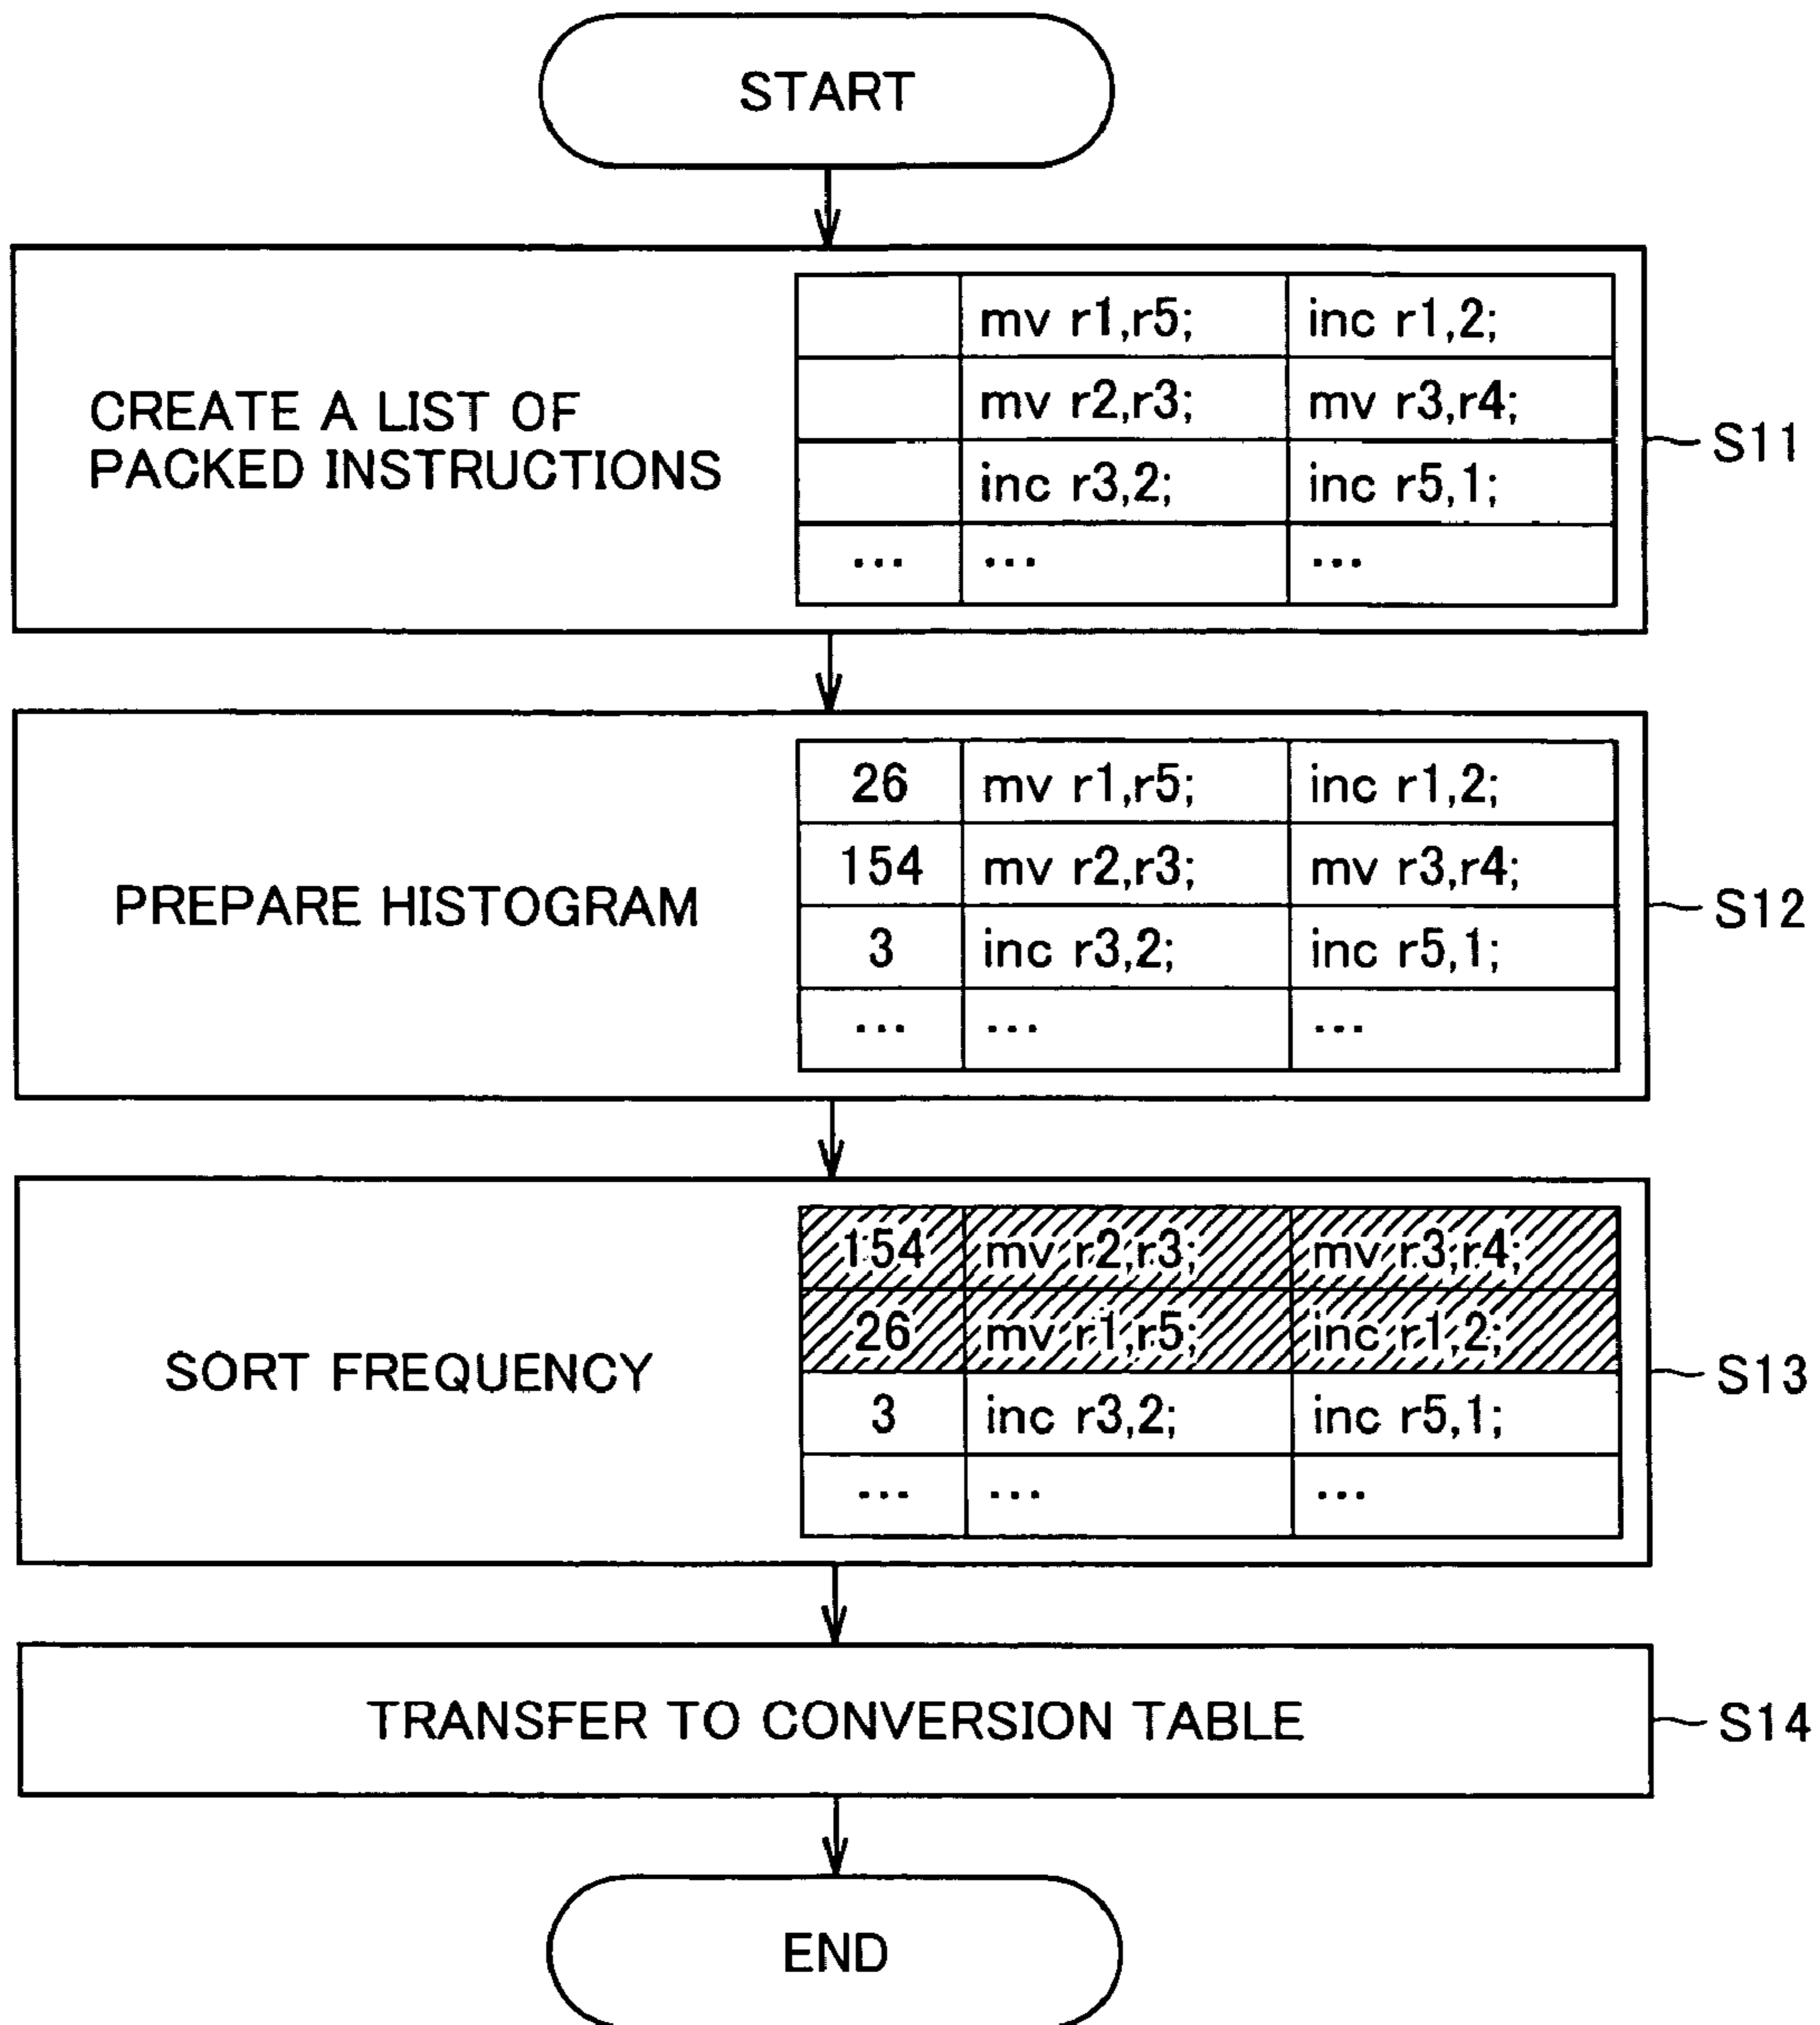 START
CREATE A LIST OF
PACKED INSTRUCTIONS
mv r1,r5; inc r1,2;
mv r2,r3; mv r3,r4;
inc r3,2; inc r5,1;
... ... ...
S11
PREPARE HISTOGRAM
26 mv r1,r5; inc r1,2;
154 mv r2,r3; mv r3,r4;
3 inc r3,2; inc r5,1;
... ... ...
S12
SORT FREQUENCY
154 mv r2,r3; mv r3,r4;
26 mv r1,r5; inc r1,2;
3 inc r3,2; inc r5,1;
... ... ...
S13
TRANSFER TO CONVERSION TABLE
S14
END